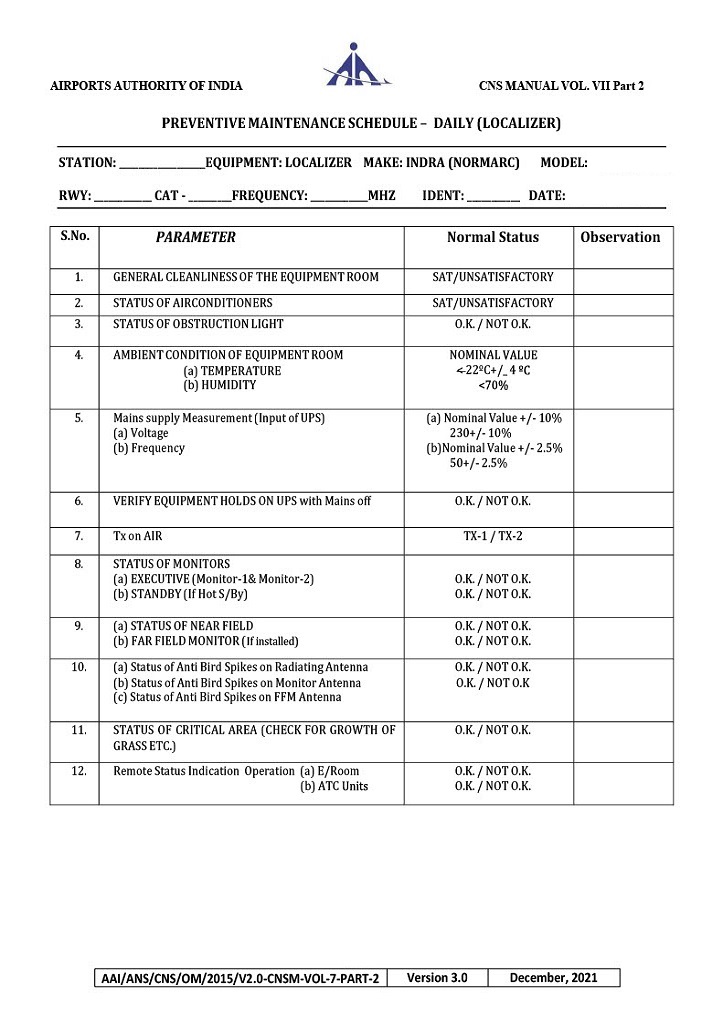 AIRPORTS AUTHORITY OF INDIA CNS MANUAL VOL. VII Part 2
PREVENTIVE MAINTENANCE SCHEDULE – DAILY (LOCALIZER)
STATION: ______________EQUIPMENT: LOCALIZER MAKE: INDRA (NORMARC) MODEL:
RWY: __________ CAT - _______FREQUENCY: __________MHZ IDENT: _________ DATE:
S.No. PARAMETER Normal Status Observation
1. GENERAL CLEANLINESS OF THE EQUIPMENT ROOM SAT/UNSATISFACTORY
2. STATUS OF AIRCONDITIONERS SAT/UNSATISFACTORY
3. STATUS OF OBSTRUCTION LIGHT O.K. / NOT O.K.
4. AMBIENT CONDITION OF EQUIPMENT ROOM NOMINAL VALUE
(a) TEMPERATURE <-22ºC+/_ 4 ºC
(b) HUMIDITY <70%
5. Mains supply Measurement (Input of UPS) (a) Nominal Value +/- 10%
(a) Voltage 230+/- 10%
(b) Frequency (b)Nominal Value +/- 2.5%
50+/- 2.5%
6. VERIFY EQUIPMENT HOLDS ON UPS with Mains off O.K. / NOT O.K.
7. Tx on AIR TX-1 / TX-2
8. STATUS OF MONITORS
(a) EXECUTIVE (Monitor-1& Monitor-2) O.K. / NOT O.K.
(b) STANDBY (If Hot S/By) O.K. / NOT O.K.
9. (a) STATUS OF NEAR FIELD O.K. / NOT O.K.
(b) FAR FIELD MONITOR (If installed) O.K. / NOT O.K.
10. (a) Status of Anti Bird Spikes on Radiating Antenna O.K. / NOT O.K.
(b) Status of Anti Bird Spikes on Monitor Antenna O.K / NOT O.K
(c) Status of Anti Bird Spikes on FFM Antenna
11. STATUS OF CRITICAL AREA (CHECK FOR GROWTH OF O.K. / NOT O.K.
GRASS ETC.)
12. Remote Status Indication Operation (a) E/Room O.K. / NOT O.K.
(b) ATC Units O.K. / NOT O.K.
AAI/ANS/CNS/OM/2015/V2.0-CNSM-VOL-7-PART-2 Version 3.0 December, 2021